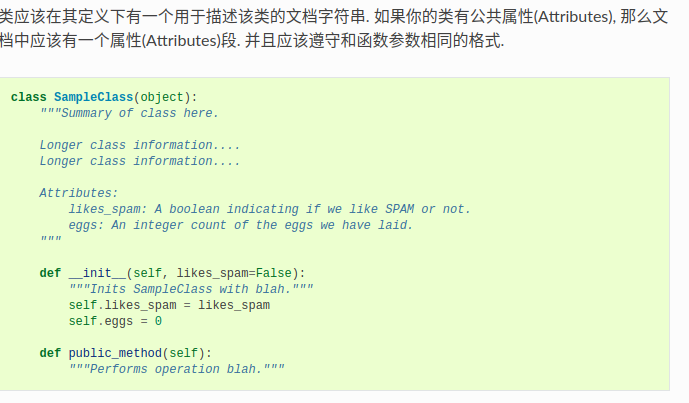 类应该在其定义下有一个用于描述该类的文档字符串. 如果你的类有公共属性(Attributes), 那么文
档中应该有一个属性(Attributes)段. 并且应该遵守和函数参数相同的格式.
class SampleClass(object):
    """Summary of class here.

    Longer class information....
    Longer class information....

    Attributes:
        likes_spam: A boolean indicating if we like SPAM or not.
        eggs: An integer count of the eggs we have laid.
    """

    def __init__(self, likes_spam=False):
        """Inits SampleClass with blah."""
        self.likes_spam = likes_spam
        self.eggs = 0

    def public_method(self):
        """Performs operation blah."""